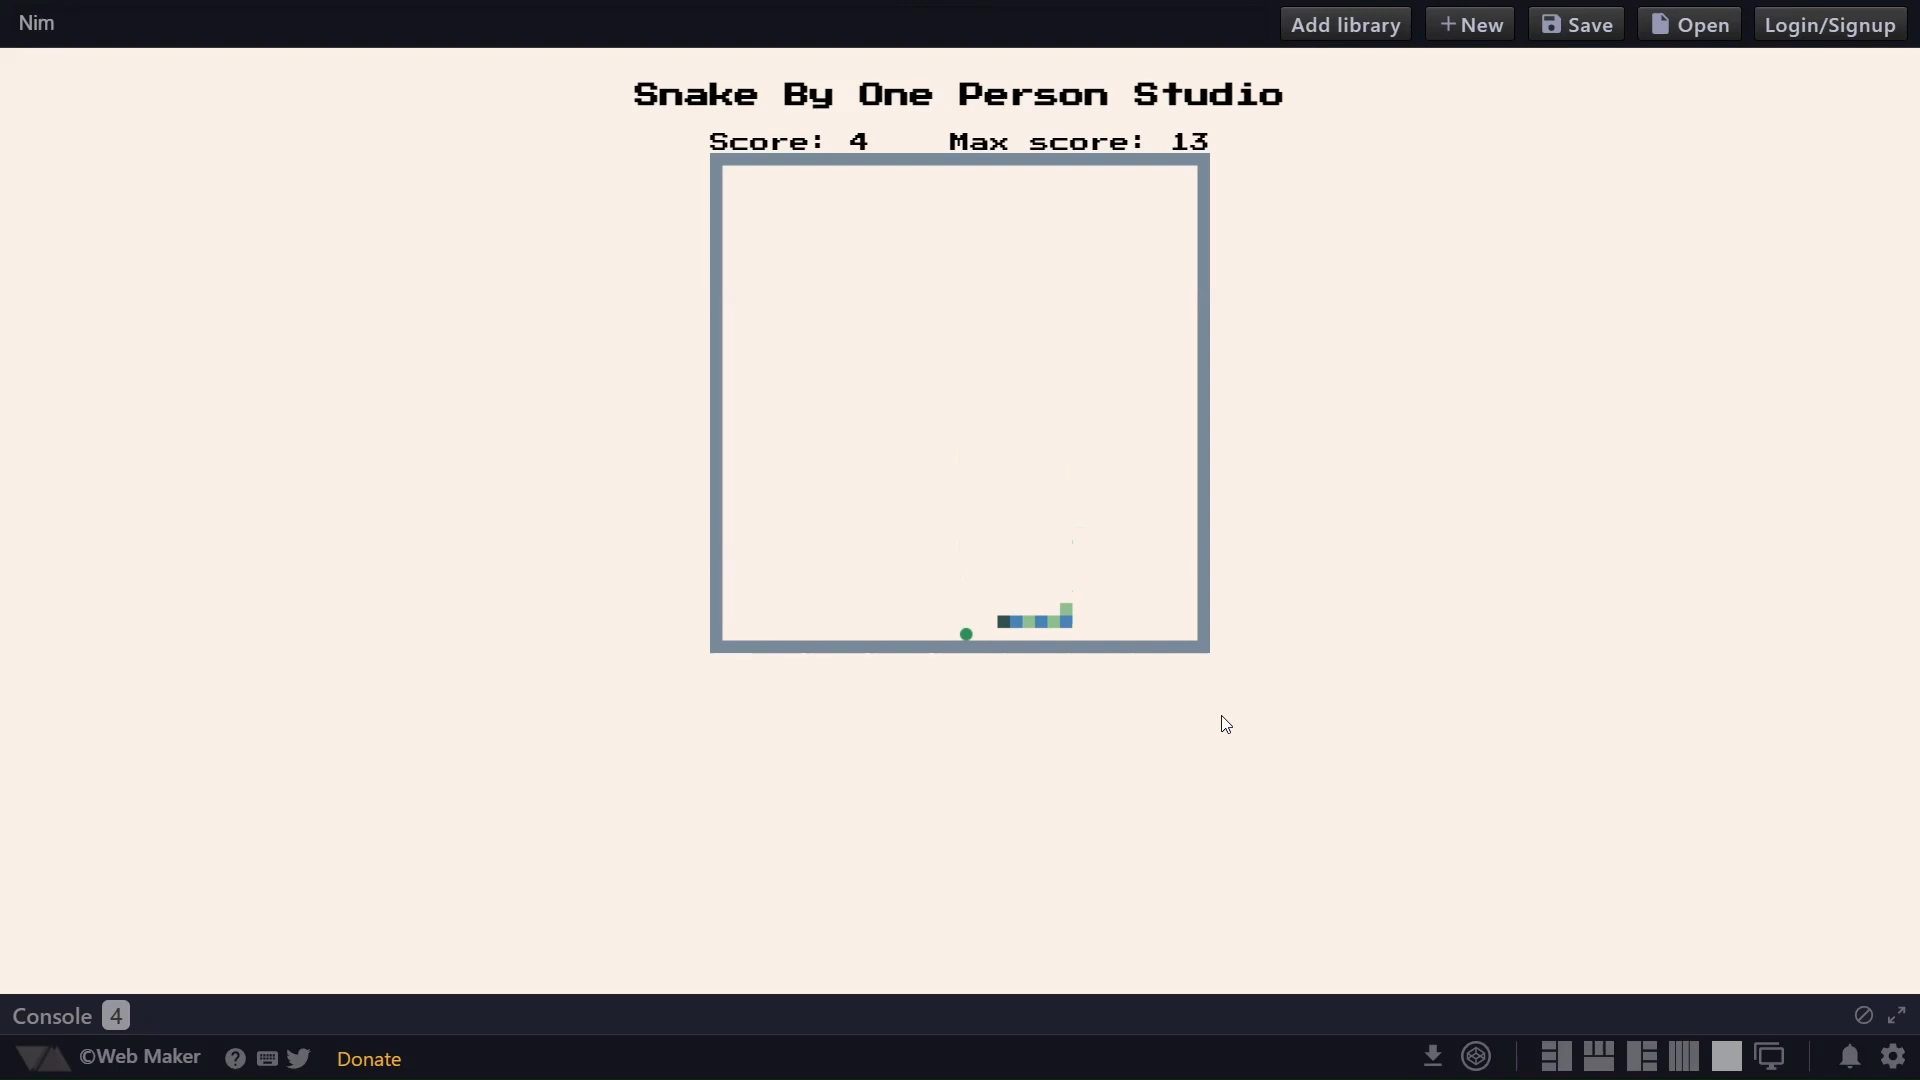 Nim
Add library
+ New
Save
Open
Login/Signup
Snake By One Person Studio
Score: 4
Max score: 13
Console 4
©Web Maker
Donate